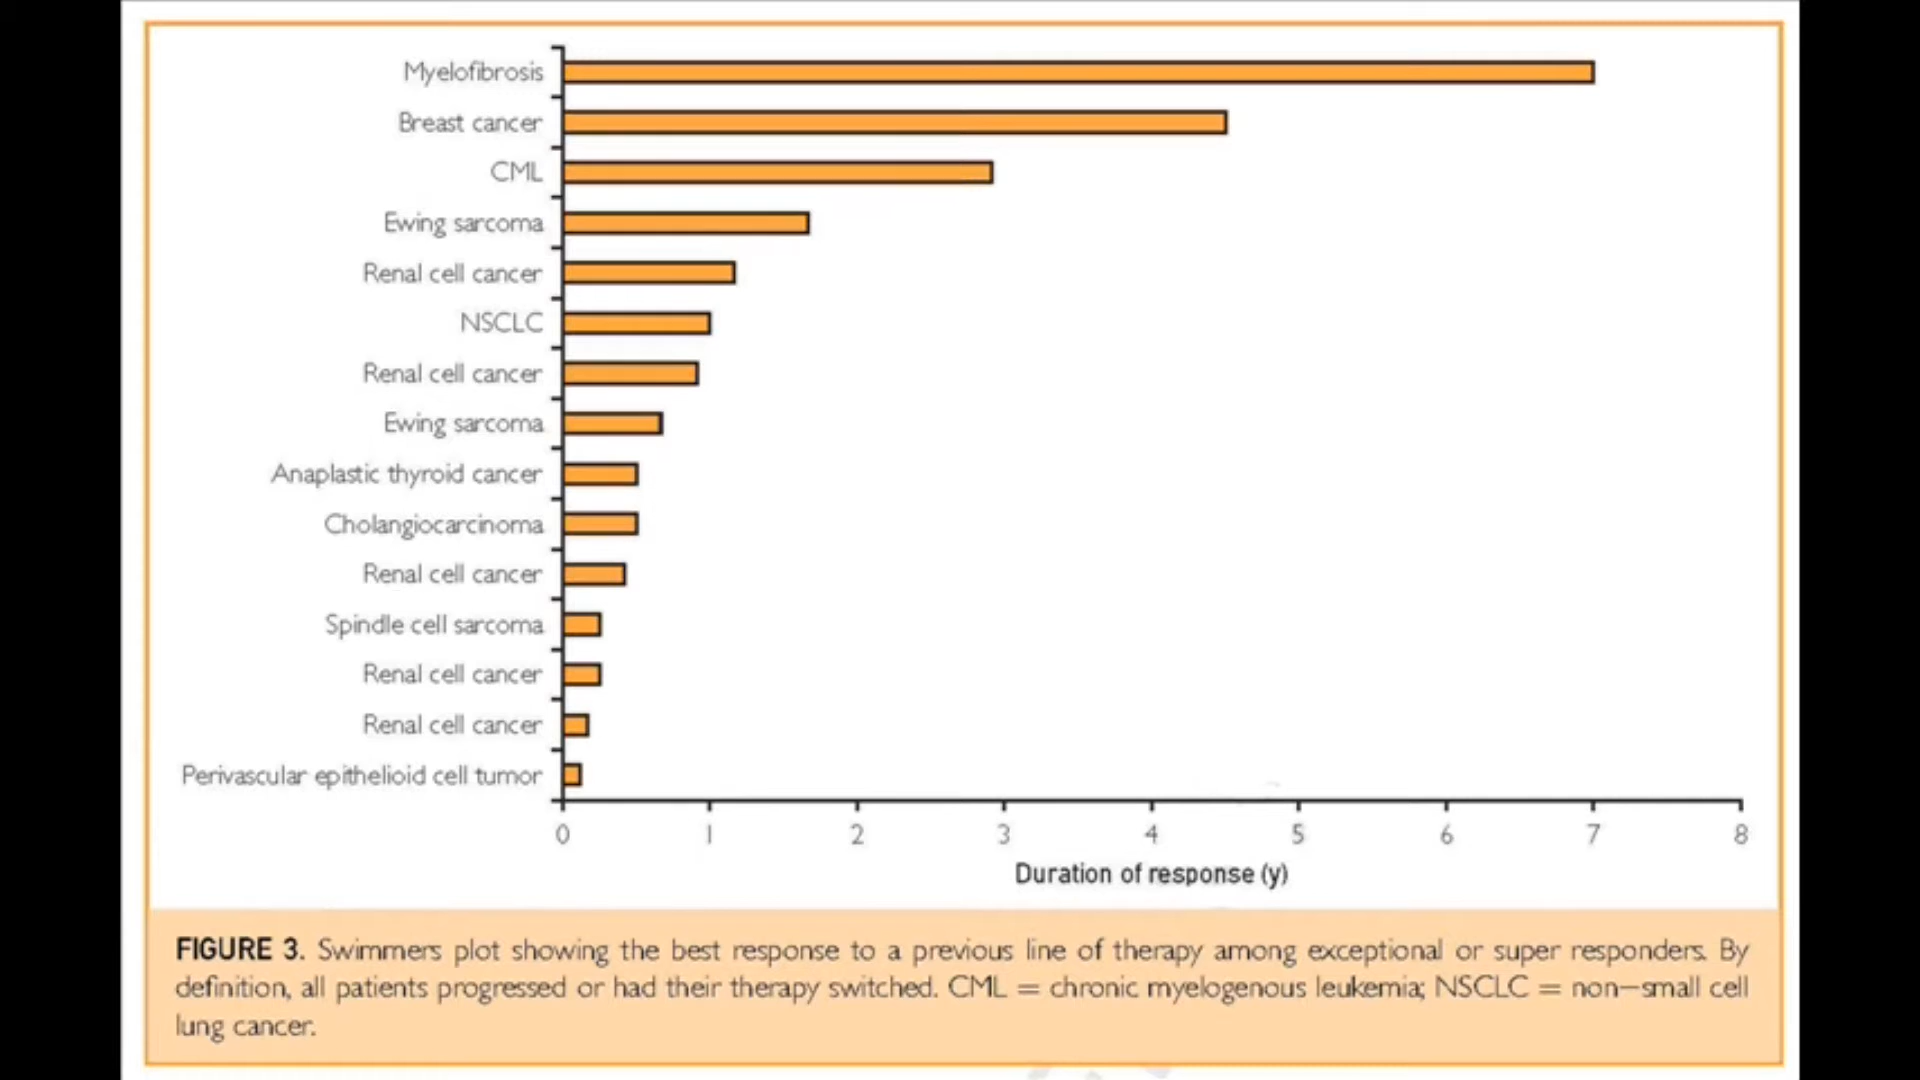 Myelofibrosis
Breast cancer
CML
Ewing sarcoma
Renal cell cancer
NSCLC
Renal cell cancer
Ewing sarcoma
Anaplastic thyroid cancer
Cholangiocarcinoma
Renal cell cancer
Spindle cell sarcoma
Renal cell cancer
Renal cell cancer
Perivascular epithelioid cell tumor
0 1 2 3 4 5 6 7 8
Duration of response (y)
FIGURE 3. Swimmers plot showing the best response to a previous line of therapy among exceptional or super responders. By
definition, all patients progressed or had their therapy switched. CML = chronic myelogenous leukemia; NSCLC = non–small cell
lung cancer.